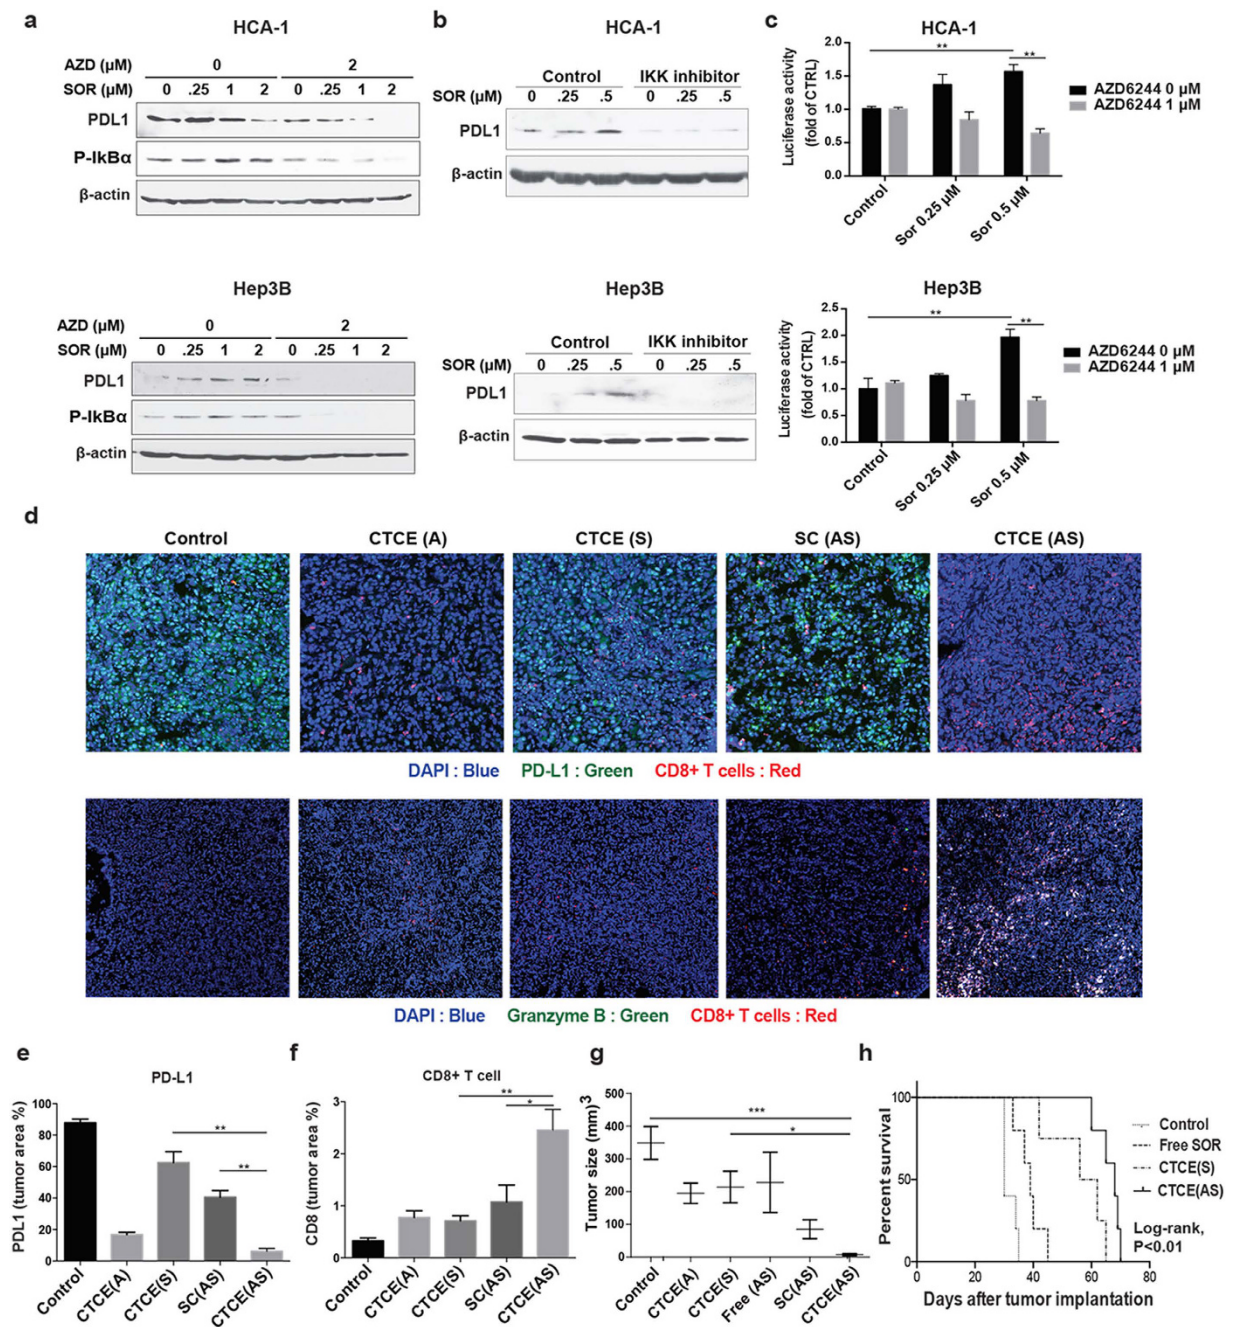 a
HCA-1
AZD (µM)
0
2
SOR (µM)
0 .25 1 2 0 .25 1 2
PDL1
P-IkBα
β-actin
Hep3B
AZD (µM)
0
2
SOR (µM)
0 .25 1 2 0 .25 1 2
PDL1
P-IkBα
β-actin
b
HCA-1
Control IKK inhibitor
SOR (µM) 0 .25 .5 0 .25 .5
PDL1
β-actin
Hep3B
Control IKK inhibitor
SOR (µM) 0 .25 .5 0 .25 .5
PDL1
β-actin
c
HCA-1
Luciferase activity
(fold of CTRL)
2.0
1.5
1.0
0.5
0.0
**
**
Control
Sor 0.25 µM
Sor 0.5 µM
AZD6244 0 µM
AZD6244 1 µM
Hep3B
Luciferase activity
(fold of CTRL)
2.5
2.0
1.5
1.0
0.5
0.0
**
**
Control
Sor 0.25 µM
Sor 0.5 µM
AZD6244 0 µM
AZD6244 1 µM
d
Control CTCE (A) CTCE (S) SC (AS) CTCE (AS)
DAPI : Blue PD-L1 : Green CD8+ T cells : Red
DAPI : Blue Granzyme B : Green CD8+ T cells : Red
e
PD-L1
PDL1 (tumor area %)
100
80
60
40
20
0
**
**
Control
CTCE(A)
CTCE(S)
SC(AS)
CTCE(AS)
f
CD8+ T cell
CD8 (tumor area %)
3
2
1
0
**
*
Control
CTCE(A)
CTCE(S)
SC(AS)
CTCE(AS)
g
Tumor size (mm)3
500
400
300
200
100
0
***
*
Control
CTCE(A)
CTCE(S)
Free (AS)
SC(AS)
CTCE(AS)
h
Percent survival
100
50
0
0 20 40 60 80
Days after tumor implantation
Control
Free SOR
CTCE(S)
CTCE(AS)
Log-rank,
P<0.01